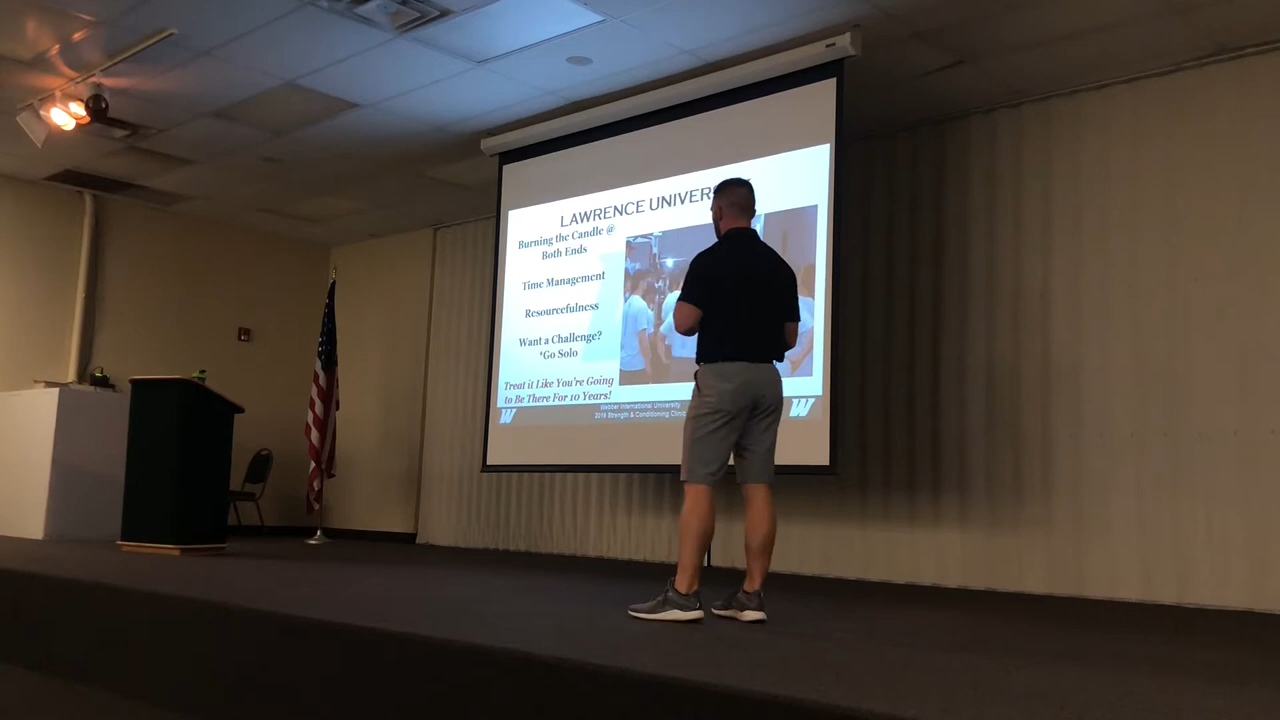 LAWRENCE UNIVERS
Burning the Candle @
Both Ends
Time Management
Resourcefulness
Want a Challenge?
*Go Solo
Treat it Like You're Going
to Be There For 10 Years!
W
Webber International University
2019 Strength & Conditioning Clinic
W